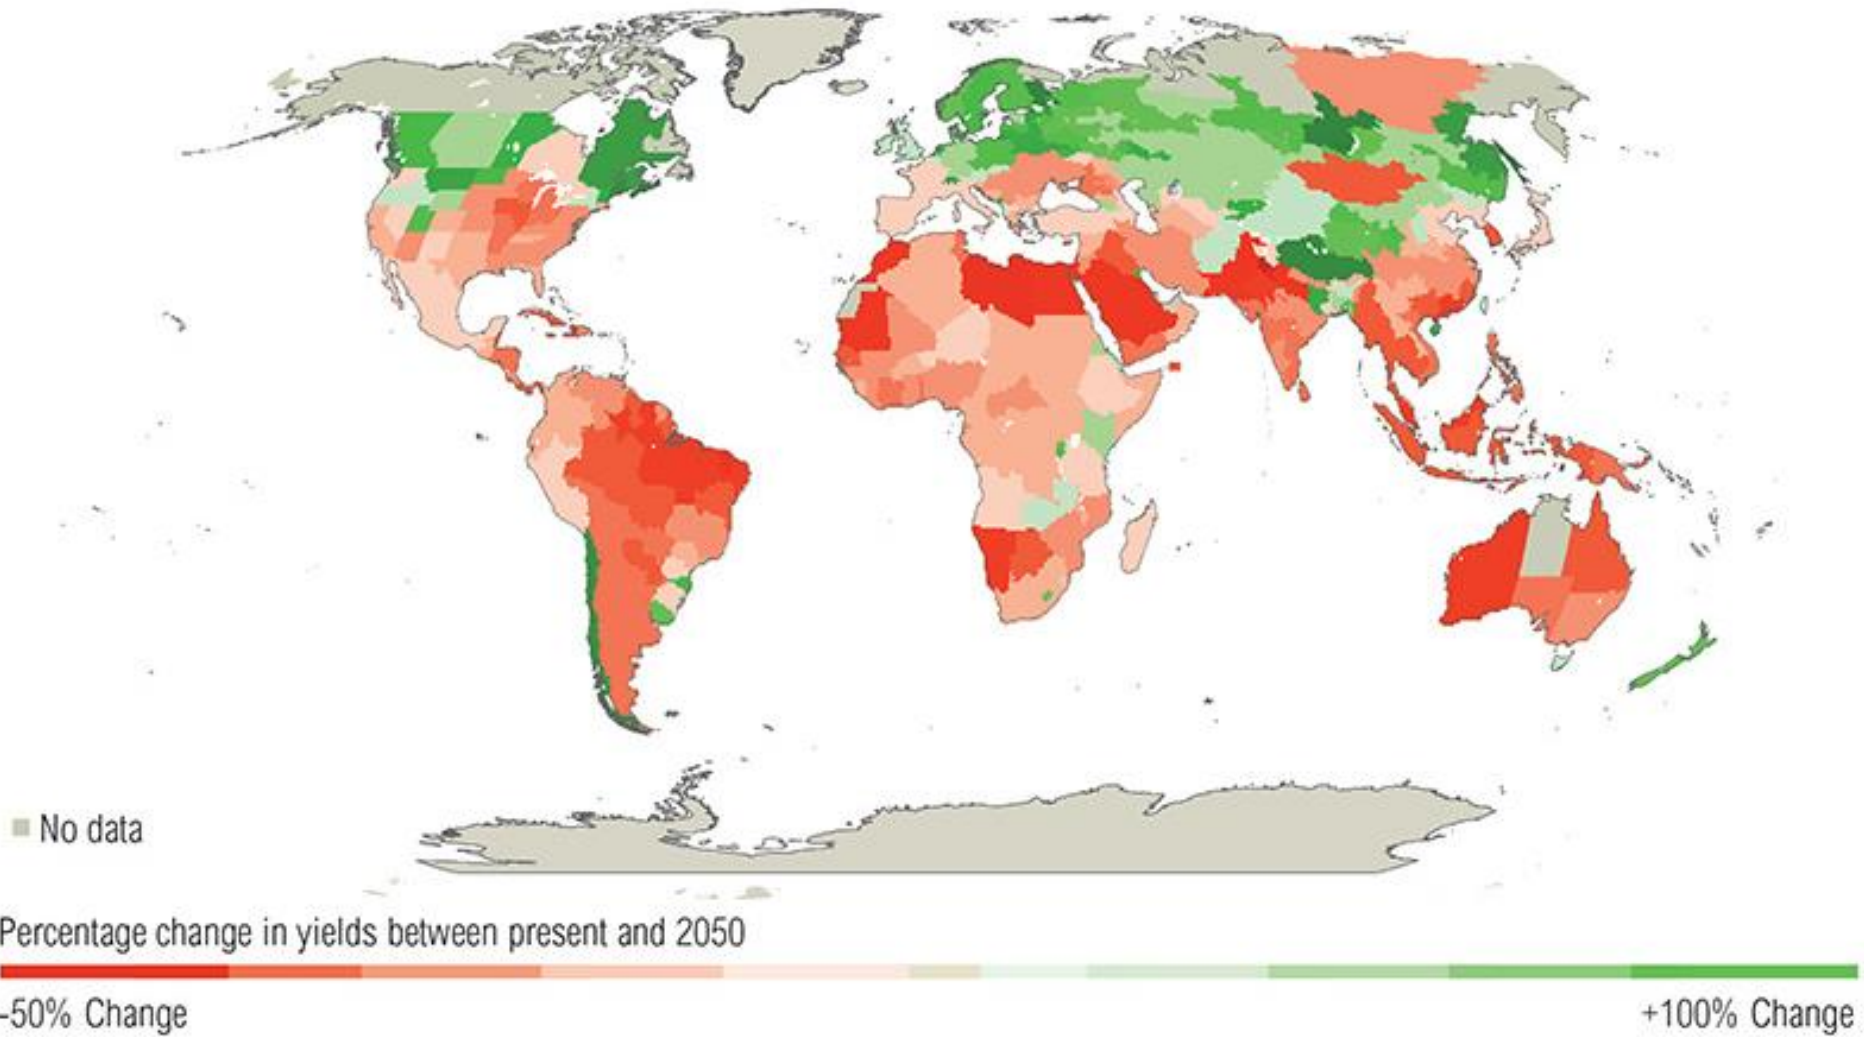 No data
Percentage change in yields between present and 2050
-50% Change
+100% Change